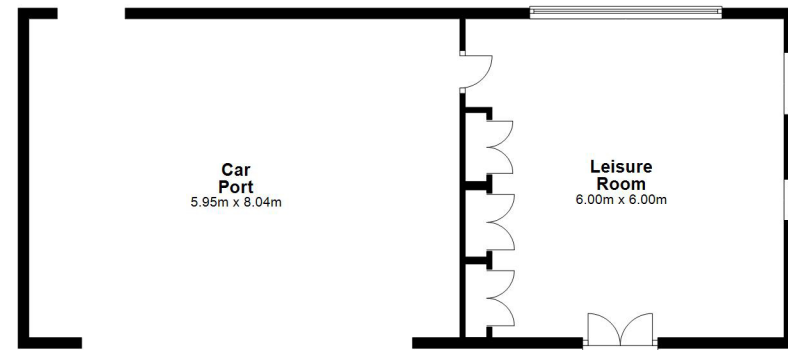 Car
Port
5.95m x 8.04m
Leisure
Room
6.00m x 6.00m